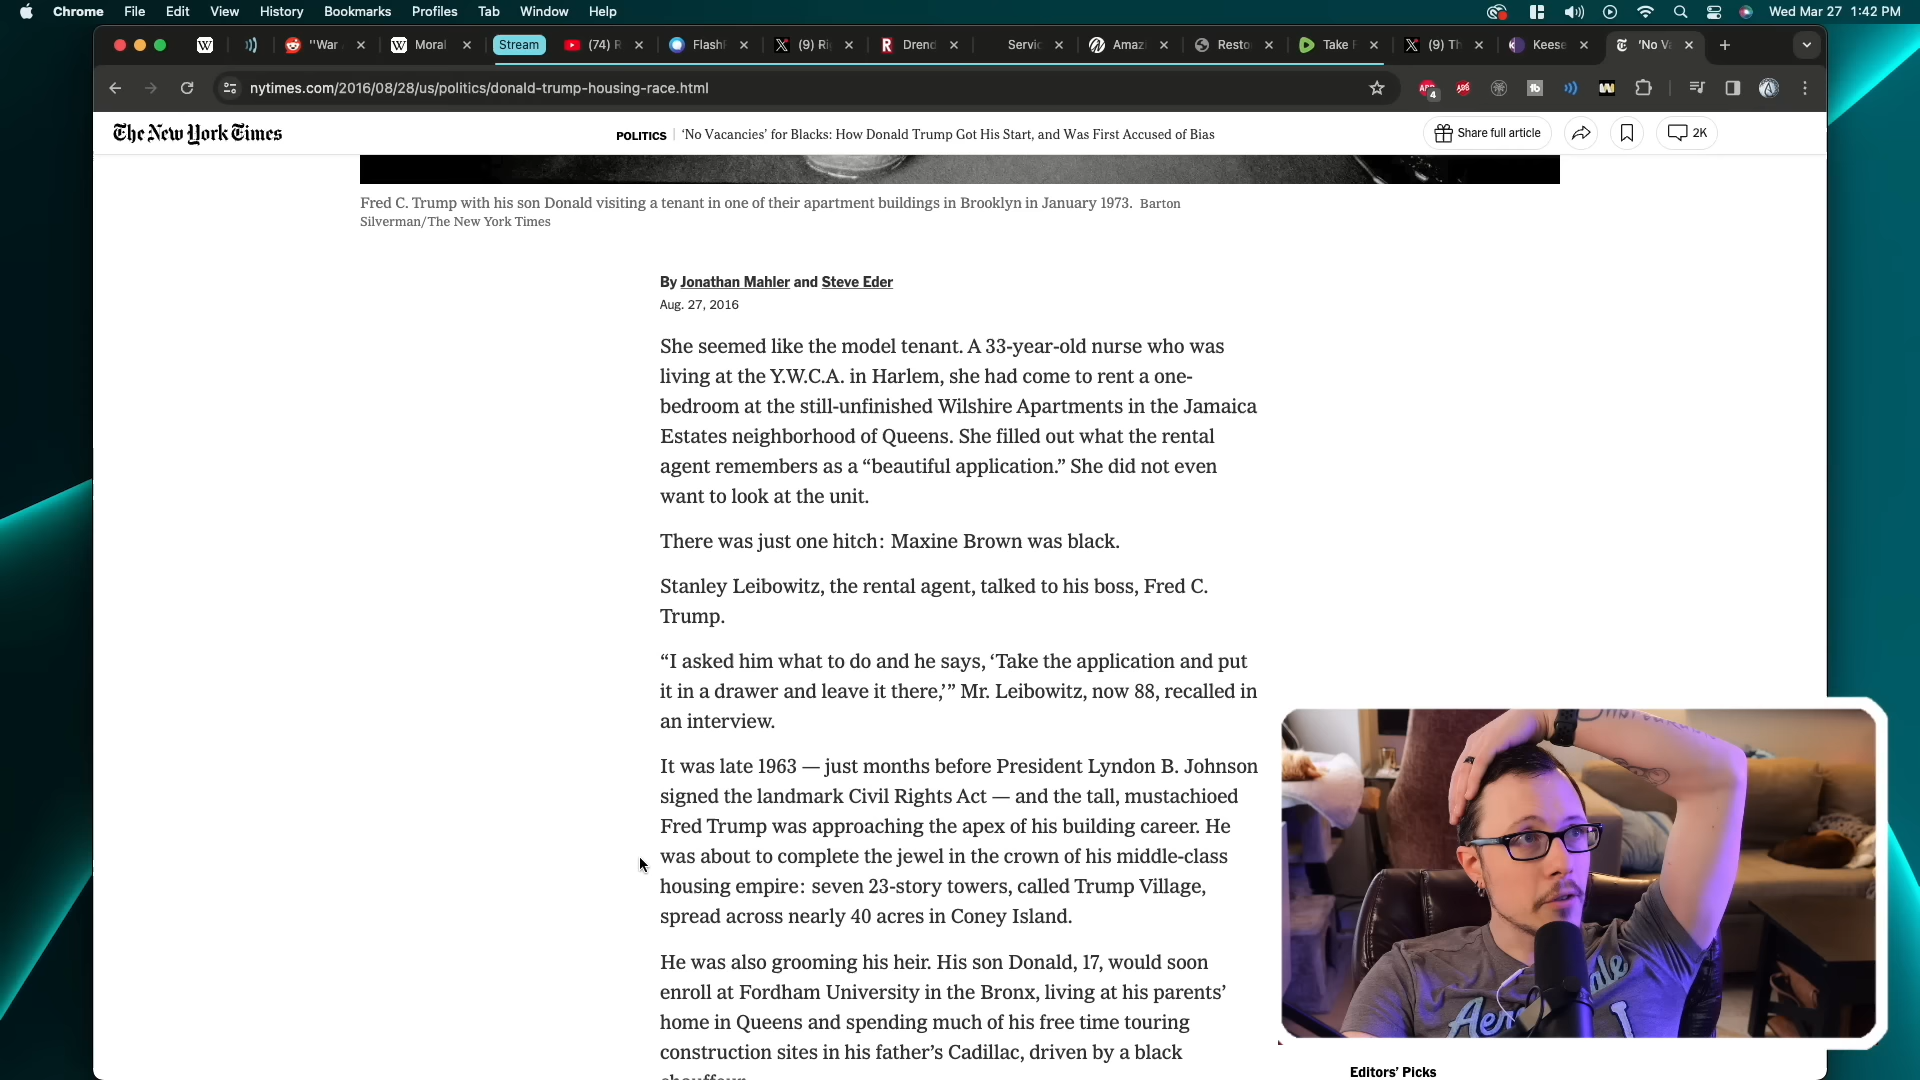 Chrome File Edit View History Bookmarks Profiles Tab Window Help Wed Mar 27 1:42 PM
"War Moral Stream (74) R Flash (9) Ri Drend Servic Amaz Resto Take F (9) Th Keese 'No Va
nytimes.com/2016/08/28/us/politics/donald-trump-housing-race.html
The New York Times POLITICS | ‘No Vacancies’ for Blacks: How Donald Trump Got His Start, and Was First Accused of Bias Share full article 2K
Fred C. Trump with his son Donald visiting a tenant in one of their apartment buildings in Brooklyn in January 1973. Barton
Silverman/The New York Times
By Jonathan Mahler and Steve Eder
Aug. 27, 2016
She seemed like the model tenant. A 33-year-old nurse who was
living at the Y.W.C.A. in Harlem, she had come to rent a one-
bedroom at the still-unfinished Wilshire Apartments in the Jamaica
Estates neighborhood of Queens. She filled out what the rental
agent remembers as a “beautiful application.” She did not even
want to look at the unit.
There was just one hitch: Maxine Brown was black.
Stanley Leibowitz, the rental agent, talked to his boss, Fred C.
Trump.
“I asked him what to do and he says, ‘Take the application and put
it in a drawer and leave it there,’” Mr. Leibowitz, now 88, recalled in
an interview.
It was late 1963 — just months before President Lyndon B. Johnson
signed the landmark Civil Rights Act — and the tall, mustachioed
Fred Trump was approaching the apex of his building career. He
was about to complete the jewel in the crown of his middle-class
housing empire: seven 23-story towers, called Trump Village,
spread across nearly 40 acres in Coney Island.
He was also grooming his heir. His son Donald, 17, would soon
enroll at Fordham University in the Bronx, living at his parents’
home in Queens and spending much of his free time touring
construction sites in his father’s Cadillac, driven by a black
chauffeur.
Editors’ Picks